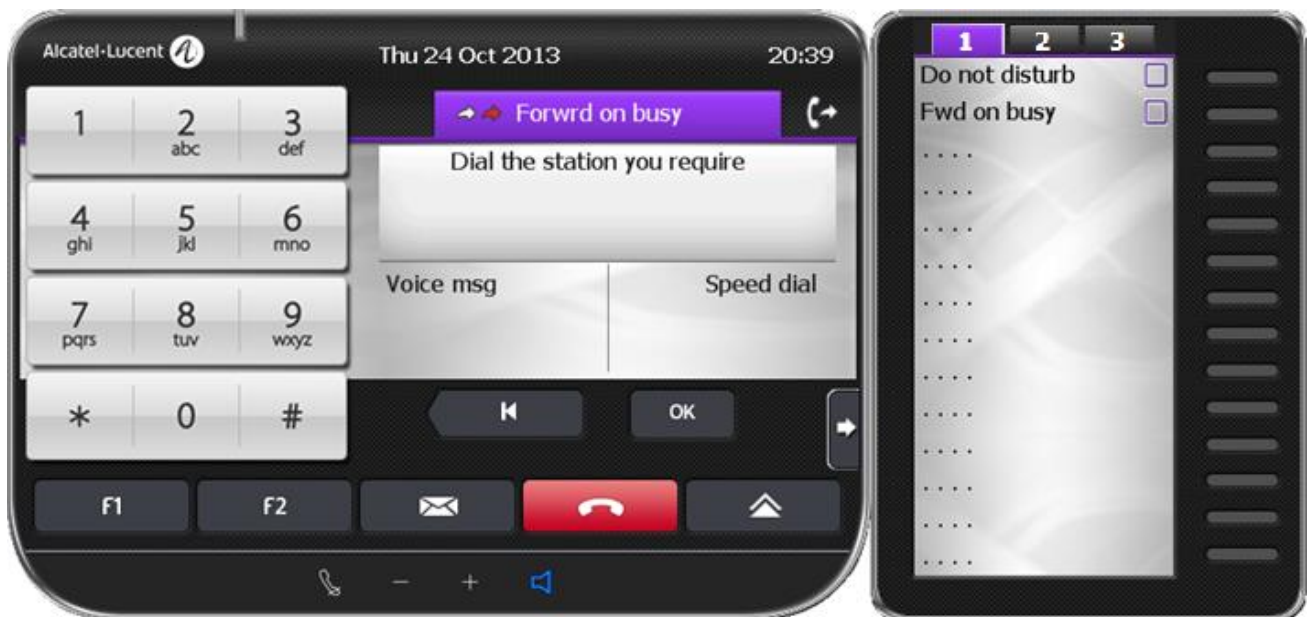 Alcatel·Lucent
Thu 24 Oct 2013
20:39
Forwrd on busy
Dial the station you require
Voice msg
Speed dial
1
2
abc
3
def
4
ghi
5
jkl
6
mno
7
pqrs
8
tuv
9
wxyz
*
0
#
OK
F1
F2
-
+
1 2 3
Do not disturb
Fwd on busy
. . . .
. . . .
. . . .
. . . .
. . . .
. . . .
. . . .
. . . .
. . . .
. . . .
. . . .
. . . .